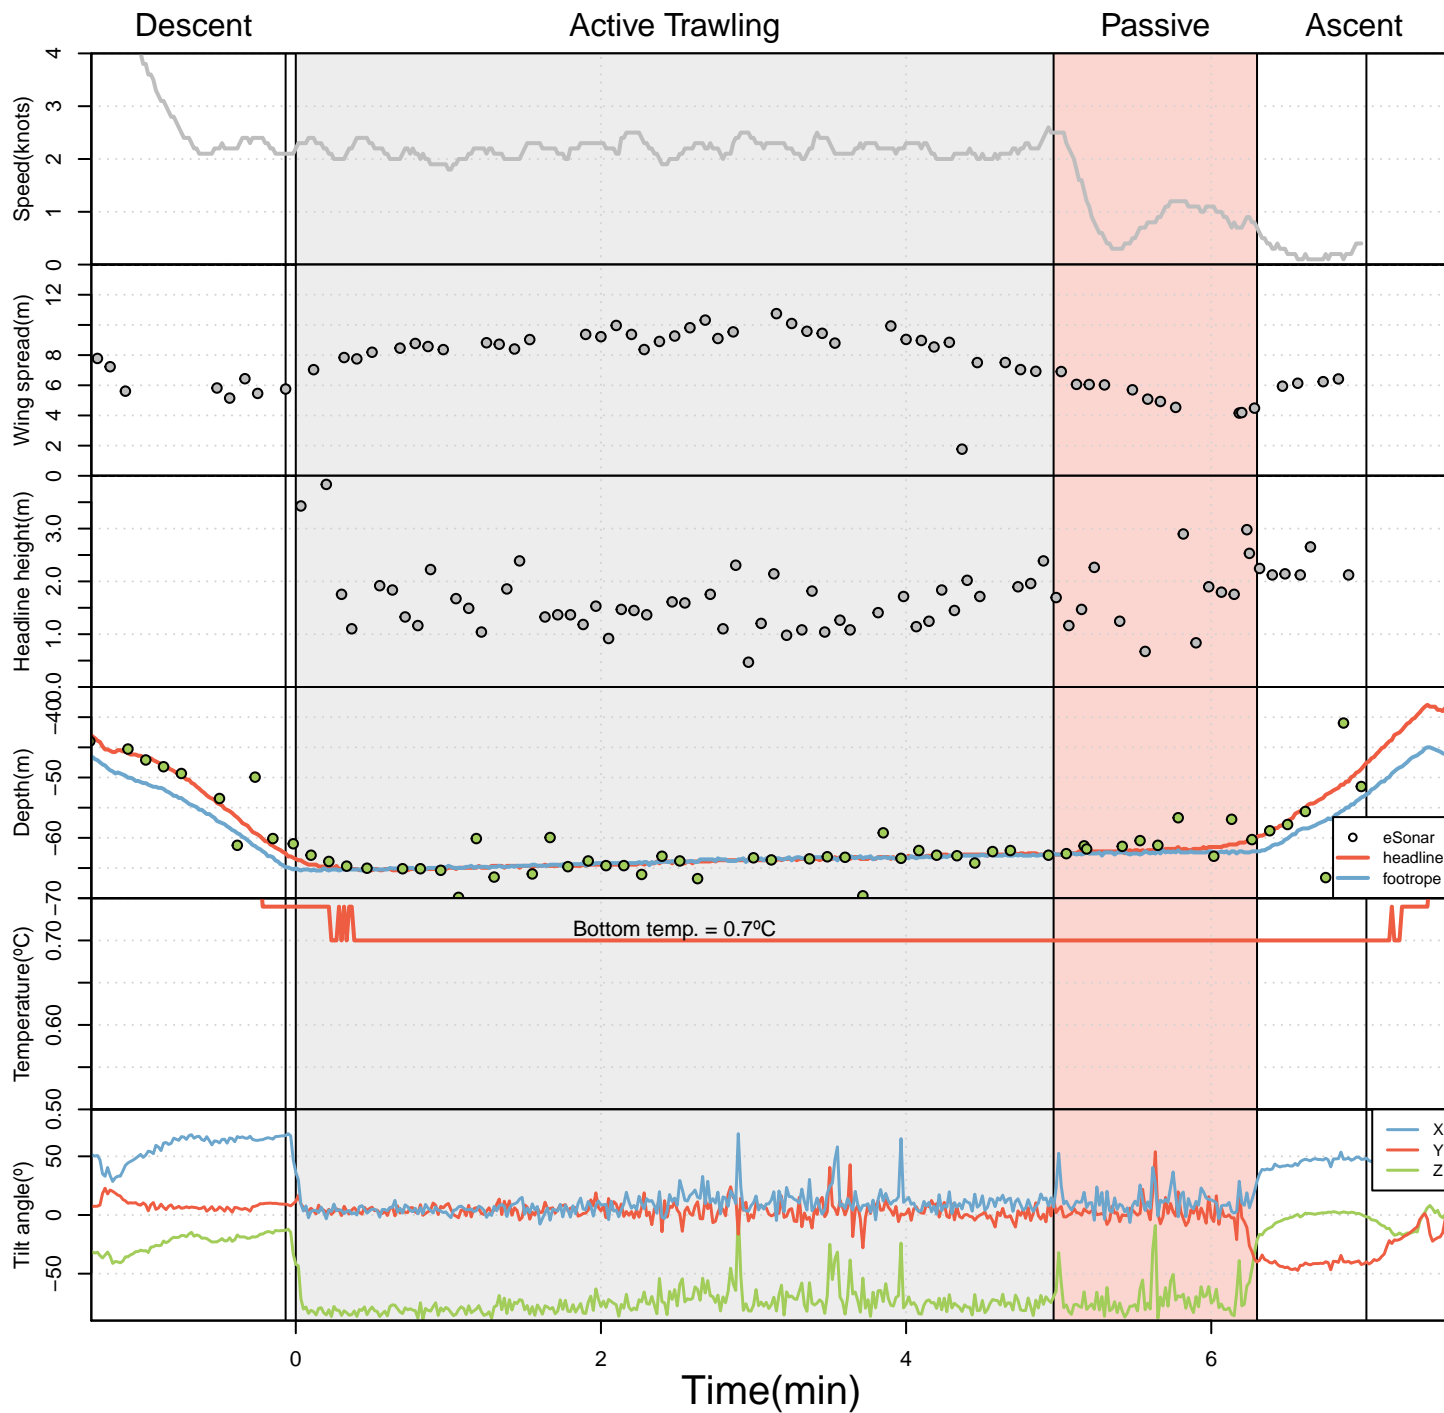 Descent Active Trawling Passive Ascent
Speed(knots)
4
3
2
1
0
Wing spread(m)
12
8
6
4
2
0
Headline height(m)
3.0
2.0
1.0
0.0
Depth(m)
−40
−50
−60
−70
eSonar
headline
footrope
Temperature(ºC)
0.70
0.60
0.50
Bottom temp. = 0.7ºC
Tilt angle(º)
50
0
−50
X
Y
Z
0 2 4 6
Time(min)